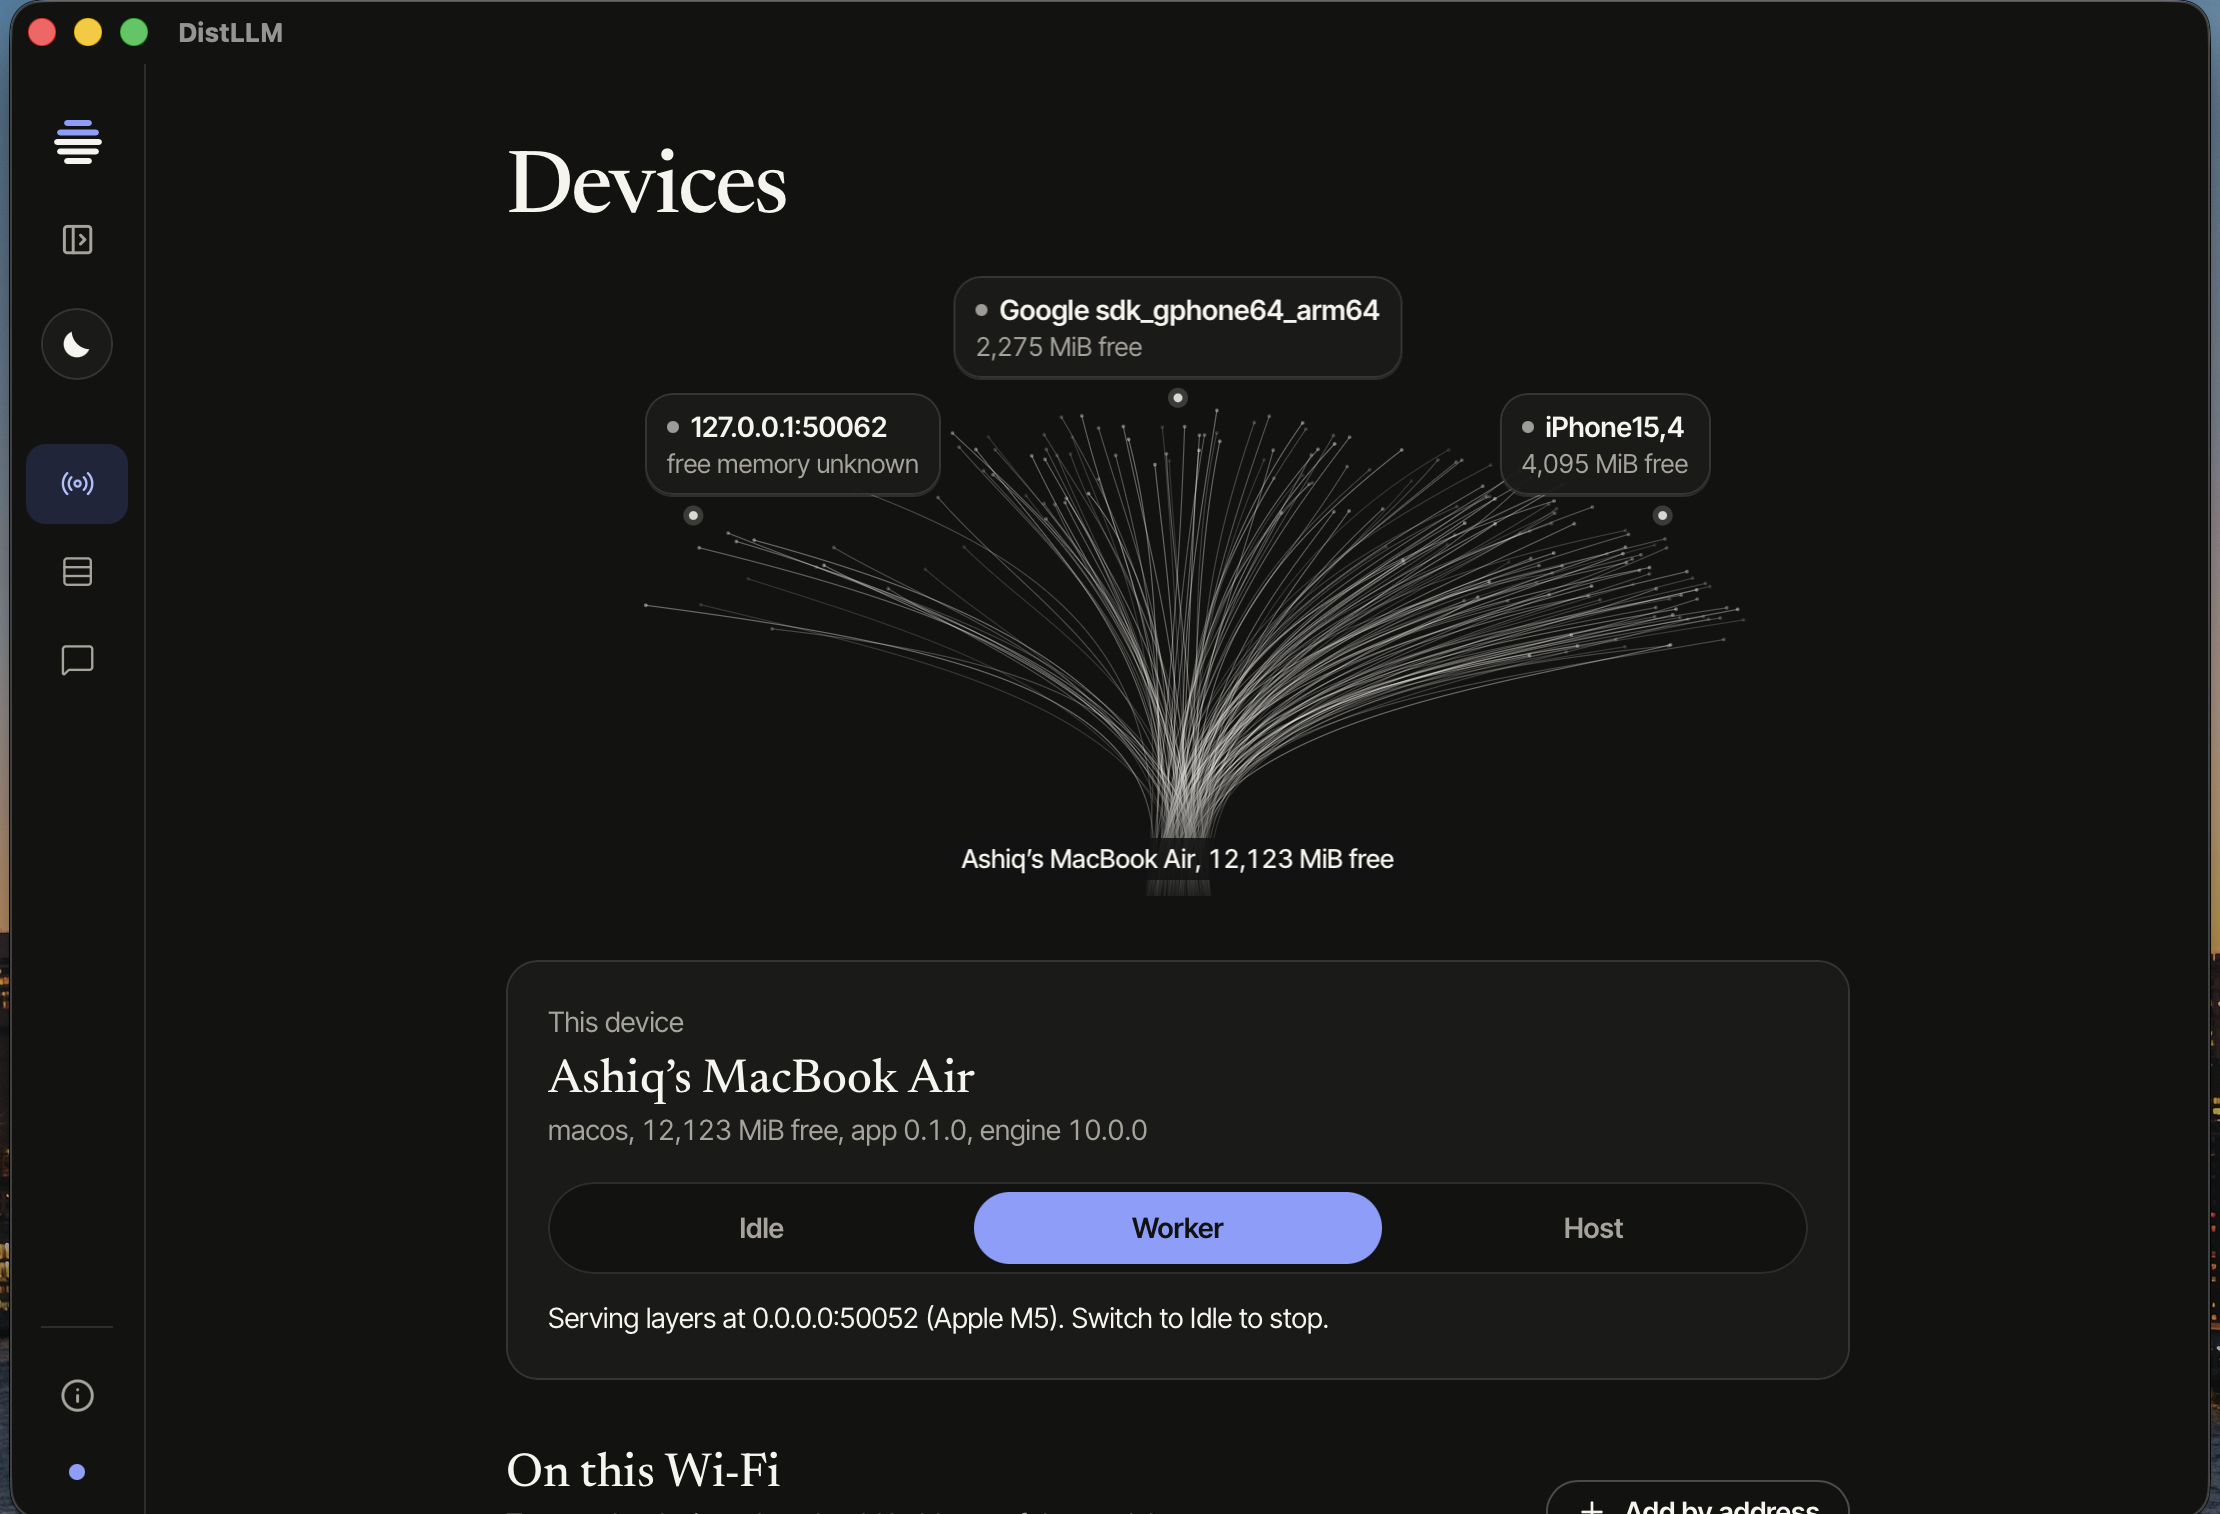 DistLLM
Devices
Google sdk_gphone64_arm64
2,275 MiB free
127.0.0.1:50062
free memory unknown
iPhone15,4
4,095 MiB free
Ashiq’s MacBook Air, 12,123 MiB free
This device
Ashiq’s MacBook Air
macos, 12,123 MiB free, app 0.1.0, engine 10.0.0
Idle
Worker
Host
Serving layers at 0.0.0.0:50052 (Apple M5). Switch to Idle to stop.
On this Wi-Fi
Add by address